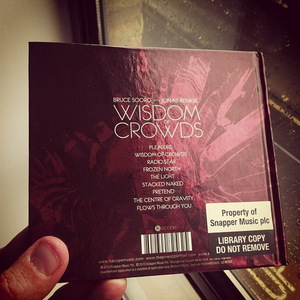 BRUCE SOORD with JONAS RENKSE
WISDOM
CROWDS
PLEASURE
WISDOM OF CROWDS
RADIO STAR
FROZEN NORTH
THE LIGHT
STACKED NAKED
PRETEND
THE CENTRE OF GRAVITY
FLOWS THROUGH YOU
Property of
Snapper Music plc
LIBRARY COPY
DO NOT REMOVE